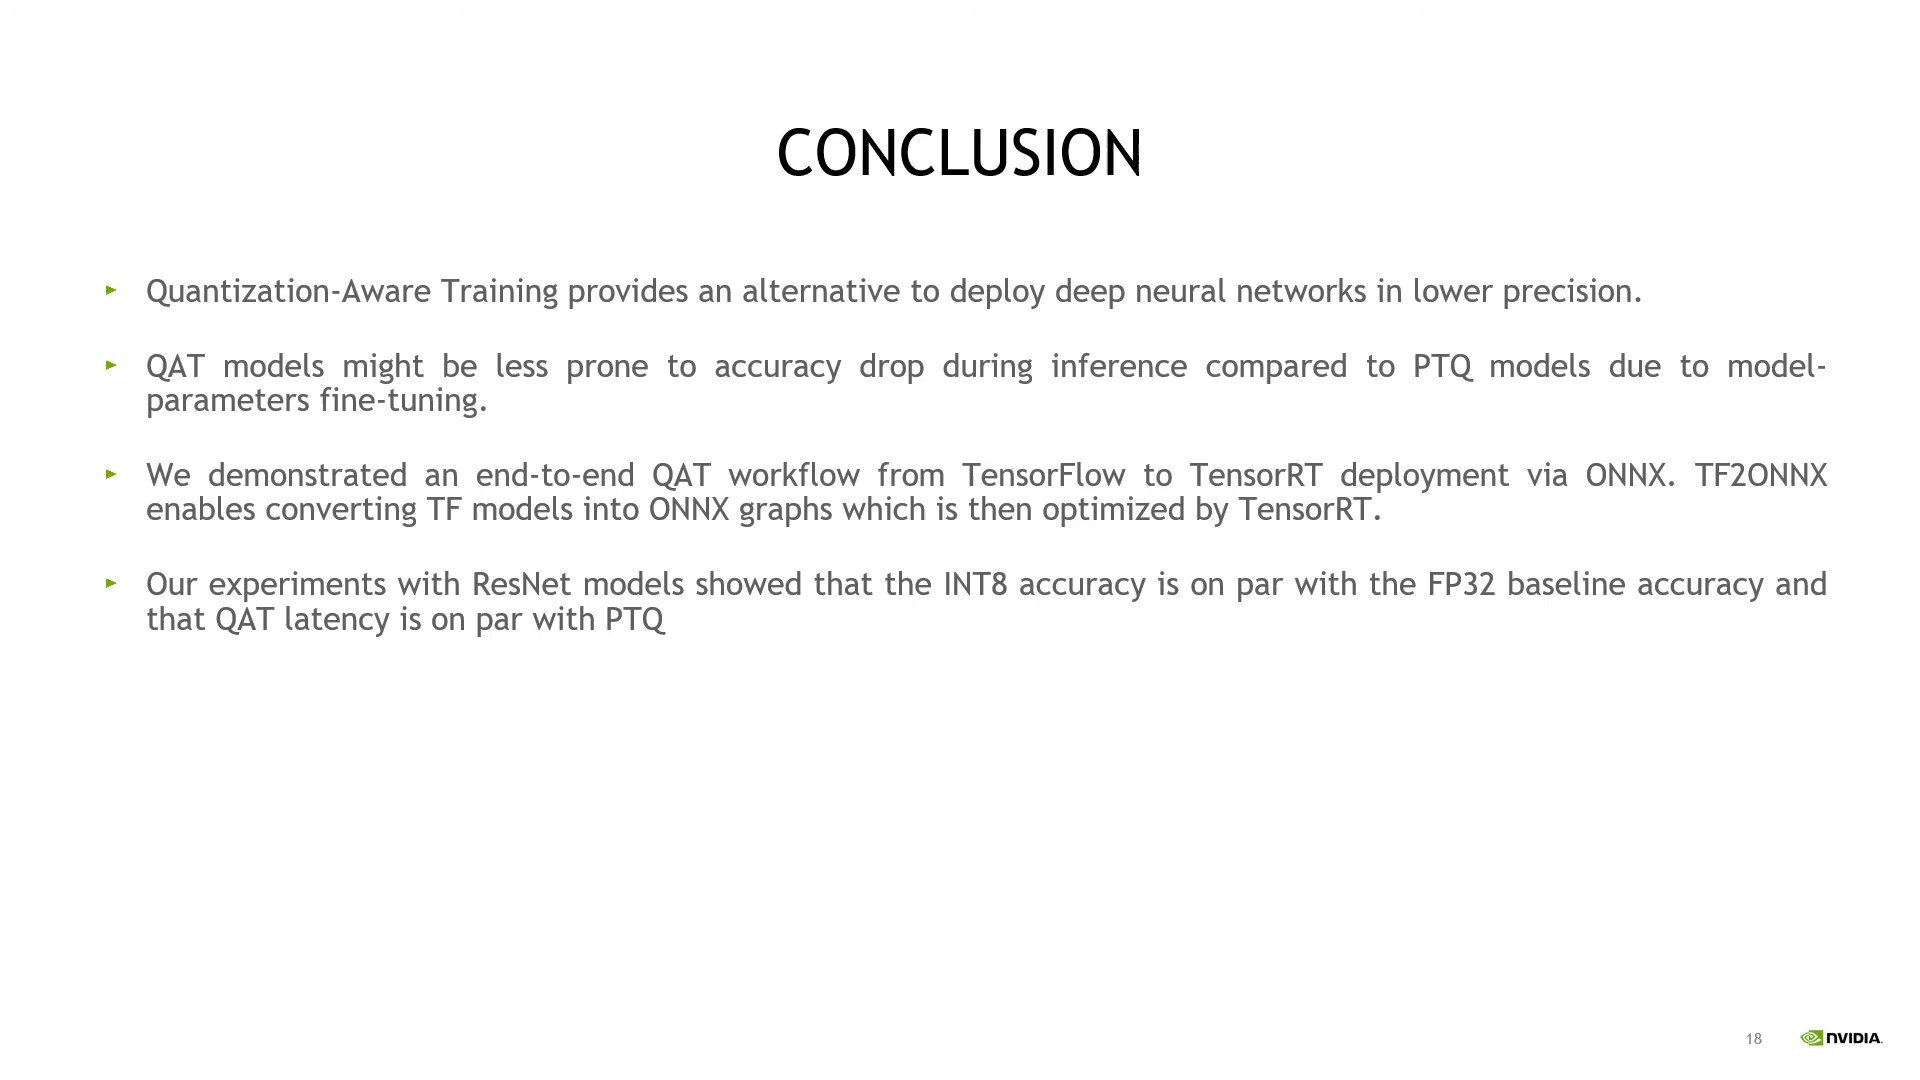 CONCLUSION
► Quantization-Aware Training provides an alternative to deploy deep neural networks in lower precision.
► QAT models might be less prone to accuracy drop during inference compared to PTQ models due to model-
parameters fine-tuning.
► We demonstrated an end-to-end QAT workflow from TensorFlow to TensorRT deployment via ONNX. TF2ONNX
enables converting TF models into ONNX graphs which is then optimized by TensorRT.
► Our experiments with ResNet models showed that the INT8 accuracy is on par with the FP32 baseline accuracy and
that QAT latency is on par with PTQ
18 NVIDIA.